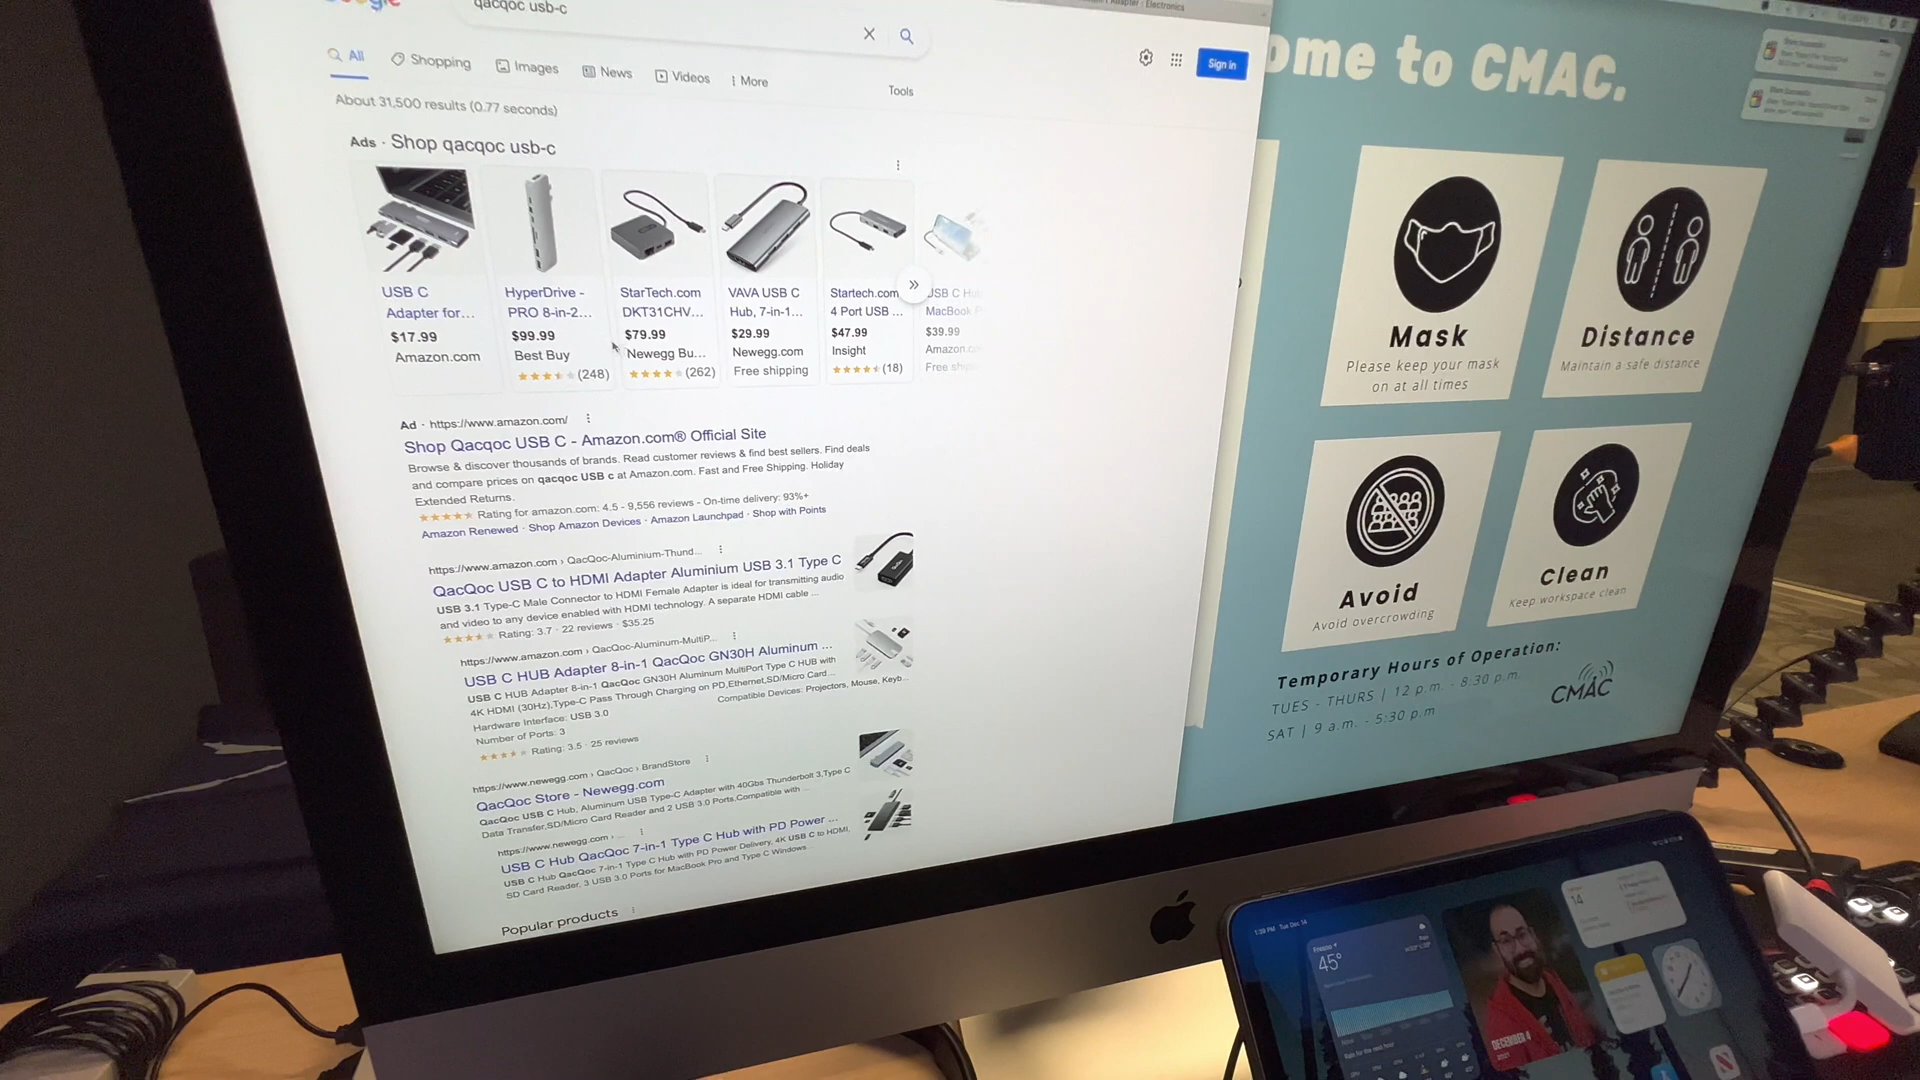 qacqoc usb-c
All
Shopping
Images
News
Videos
More
Tools
Sign in
About 31,500 results (0.77 seconds)
Ads · Shop qacqoc usb-c
USB C
Adapter for...
$17.99
Amazon.com
HyperDrive -
PRO 8-in-2...
$99.99
Best Buy
(248)
StarTech.com
DKT31CHV...
$79.99
Newegg Bu...
(262)
VAVA USB C
Hub, 7-in-1...
$29.99
Newegg.com
Free shipping
Startech.com
4 Port USB ...
$47.99
Insight
(18)
USB C Hu
MacBook P
$39.99
Amazon.co
Free ship
Ad · https://www.amazon.com/
Shop Qacqoc USB C - Amazon.com® Official Site
Browse & discover thousands of brands. Read customer reviews & find best sellers. Find deals
and compare prices on qacqoc USB c at Amazon.com. Fast and Free Shipping. Holiday
Extended Returns.
Rating for amazon.com: 4.5 - 9,556 reviews - On-time delivery: 93%+
Amazon Renewed · Shop Amazon Devices · Amazon Launchpad · Shop with Points
https://www.amazon.com › QacQoc-Aluminium-Thund...
QacQoc USB C to HDMI Adapter Aluminium USB 3.1 Type C
USB 3.1 Type-C Male Connector to HDMI Female Adapter is ideal for transmitting audio
and video to any device enabled with HDMI technology. A separate HDMI cable ...
Rating: 3.7 · 22 reviews · $35.25
https://www.amazon.com › QacQoc-Aluminum-MultiP...
USB C HUB Adapter 8-in-1 QacQoc GN30H Aluminum ...
USB C HUB Adapter 8-in-1 QacQoc GN30H Aluminum MultiPort Type C HUB with
4K HDMI (30Hz),Type-C Pass Through Charging on PD,Ethernet,SD/Micro Card...
Hardware Interface: USB 3.0
Compatible Devices: Projectors, Mouse, Keyb...
Number of Ports: 3
Rating: 3.5 · 25 reviews
https://www.newegg.com › QacQoc › BrandStore
QacQoc Store - Newegg.com
QacQoc USB C Hub, Aluminum USB Type-C Adapter with 40Gbs Thunderbolt 3,Type C
Data Transfer,SD/Micro Card Reader and 2 USB 3.0 Ports,Compatible with ...
https://www.newegg.com › ...
USB C Hub QacQoc 7-in-1 Type C Hub with PD Power ...
USB C Hub QacQoc 7-in-1 Type C Hub with PD Power Delivery, 4K USB C to HDMI,
SD Card Reader, 3 USB 3.0 Ports for MacBook Pro and Type C Windows...
Popular products
ome to CMAC.
Mask
Please keep your mask
on at all times
Distance
Maintain a safe distance
Avoid
Avoid overcrowding
Clean
Keep workspace clean
Temporary Hours of Operation:
TUES - THURS | 12 p.m. - 8:30 p.m.
SAT | 9 a.m. - 5:30 p.m
CMAC
1:39 PM Tue Dec 14
Fresno
45°
14
DECEMBER 4
2021